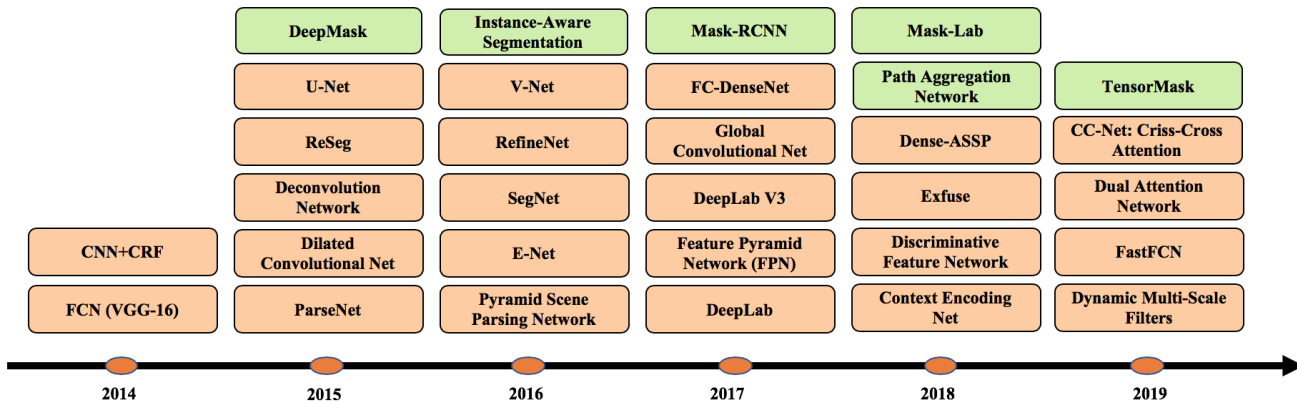 DeepMask
Instance-Aware
Segmentation
Mask-RCNN
Mask-Lab
U-Net
V-Net
FC-DenseNet
Path Aggregation
Network
TensorMask
ReSeg
RefineNet
Global
Convolutional Net
Dense-ASSP
CC-Net: Criss-Cross
Attention
Deconvolution
Network
SegNet
DeepLab V3
Exfuse
Dual Attention
Network
CNN+CRF
Dilated
Convolutional Net
E-Net
Feature Pyramid
Network (FPN)
Discriminative
Feature Network
FastFCN
FCN (VGG-16)
ParseNet
Pyramid Scene
Parsing Network
DeepLab
Context Encoding
Net
Dynamic Multi-Scale
Filters
2014
2015
2016
2017
2018
2019